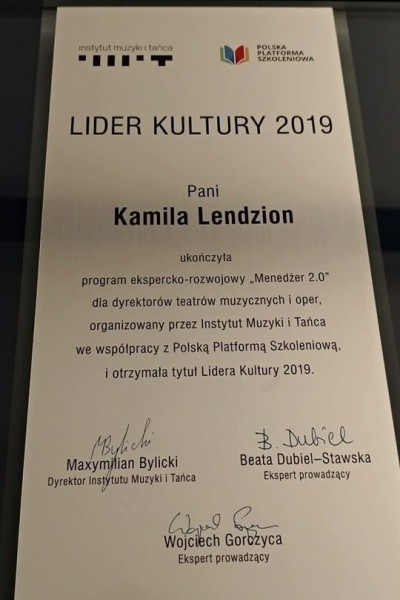 instytut muzyki i tańca
POLSKA
PLATFORMA
SZKOLENIOWA
LIDER KULTURY 2019
Pani
Kamila Lendzion
ukończyła
program ekspercko-rozwojowy „Menedżer 2.0”
dla dyrektorów teatrów muzycznych i oper,
organizowany przez Instytut Muzyki i Tańca
we współpracy z Polską Platformą Szkoleniową,
i otrzymała tytuł Lidera Kultury 2019.
MBylicki
B. Dubiel
Maxymilian Bylicki
Dyrektor Instytutu Muzyki i Tańca
Beata Dubiel–Stawska
Ekspert prowadzący
Wojciech Gorczyca
Ekspert prowadzący